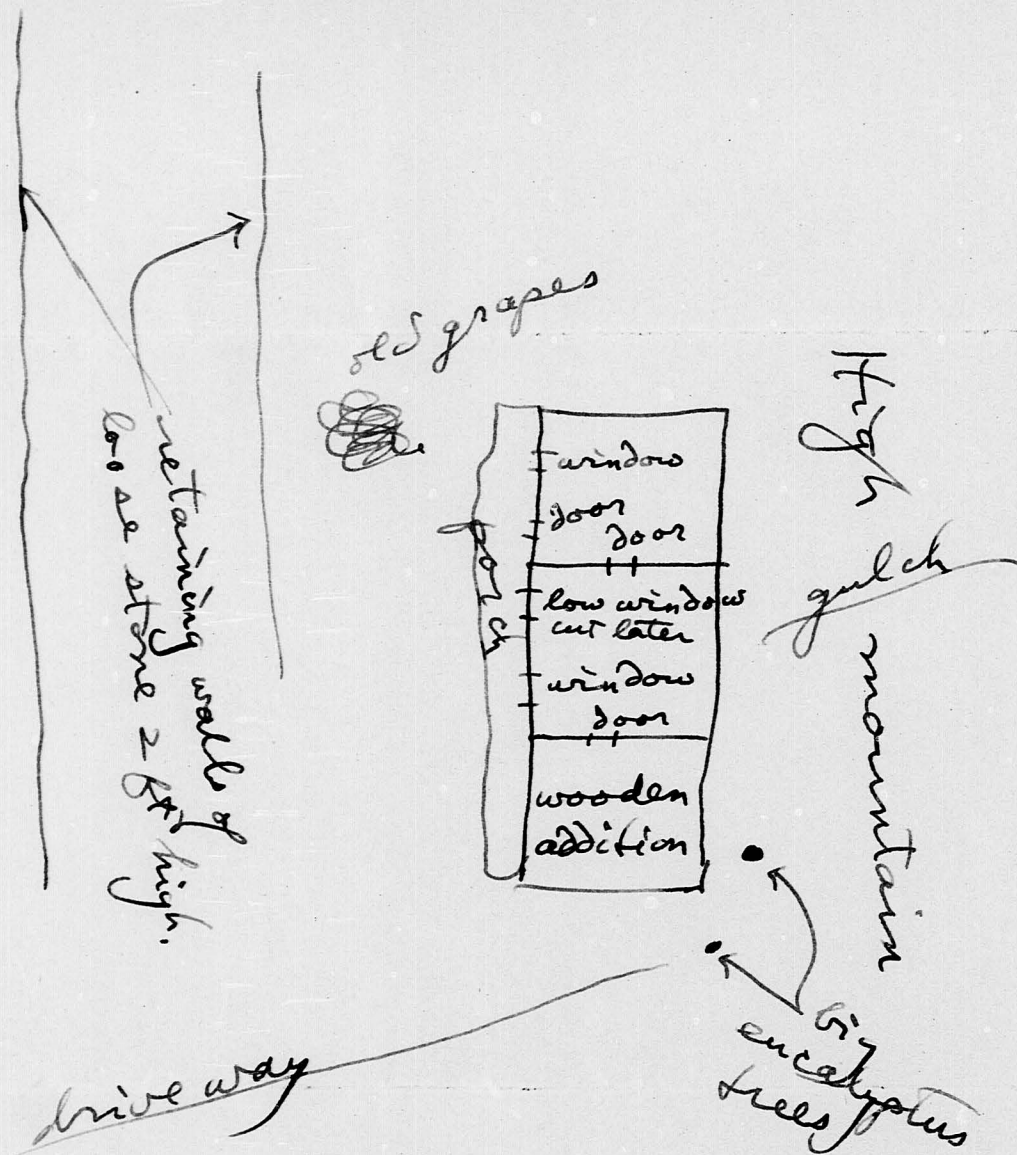 old grapes
window
door
door
porch
low window
cut later
window
door
wooden
addition
High mountain
gulch
retaining walls of
loose stone 2 ft high.
big
eucalyptus
trees
driveway